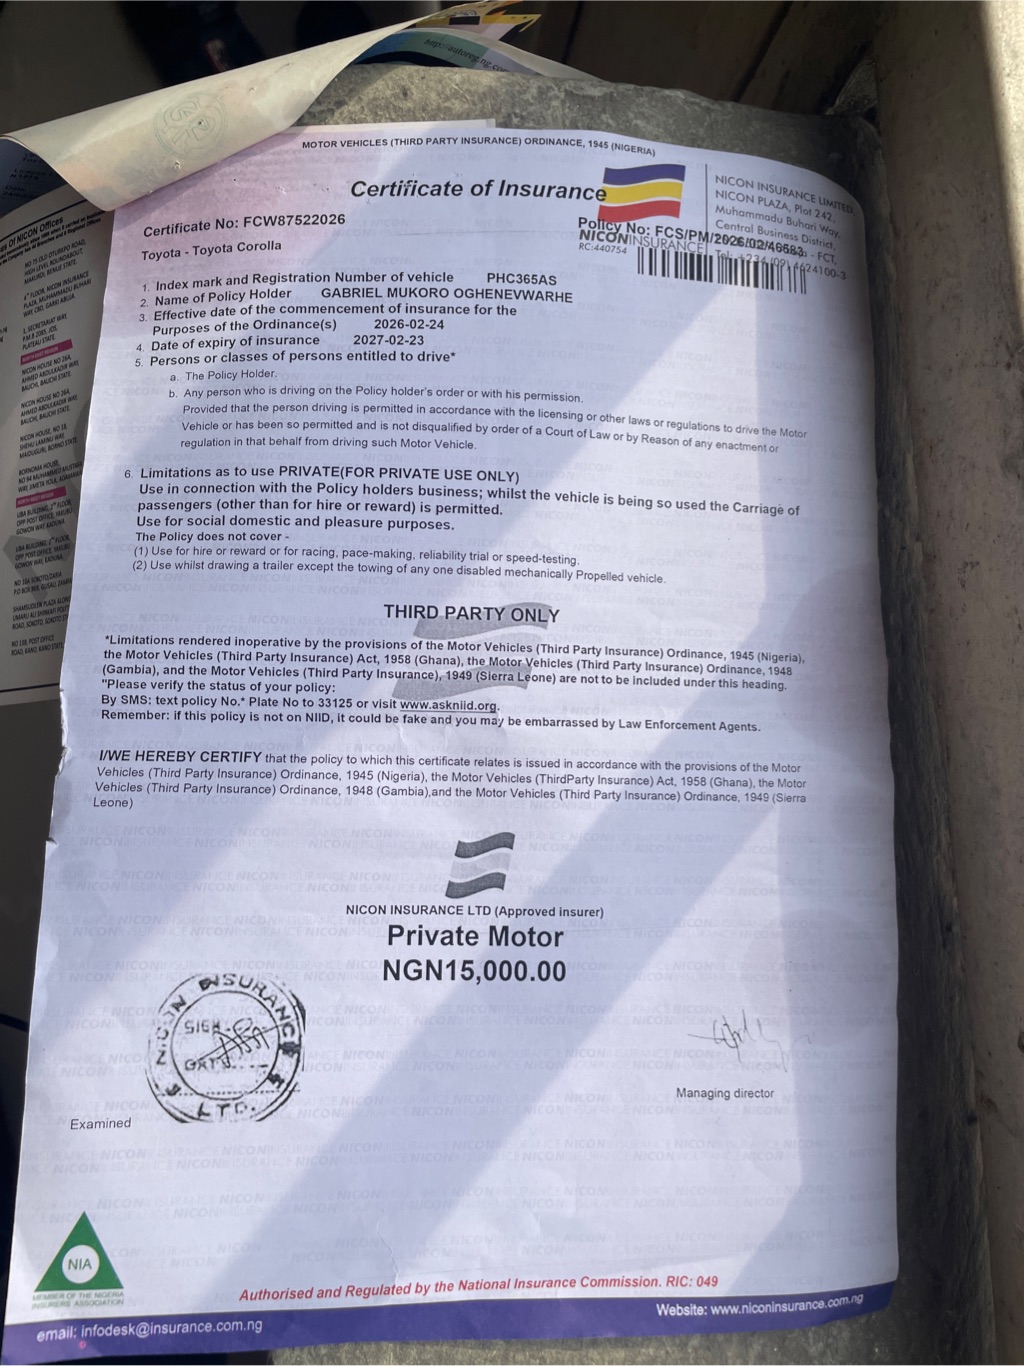 http://autoreg.ng.co
MOTOR VEHICLES (THIRD PARTY INSURANCE) ORDINANCE, 1945 (NIGERIA)
Certificate of Insurance
NICON INSURANCE LIMITED,
NICON PLAZA, Plot 242,
Muhammadu Buhari Way,
Central Business District,
- FCT,
Tel: +234 (09) 4624100-3
NICONINSURANCE
RC:440754
Certificate No: FCW87522026
Policy No: FCS/PM/2026/02/46683
Toyota - Toyota Corolla
1. Index mark and Registration Number of vehicle PHC365AS
2. Name of Policy Holder GABRIEL MUKORO OGHENEVWARHE
3. Effective date of the commencement of insurance for the
Purposes of the Ordinance(s) 2026-02-24
4. Date of expiry of insurance 2027-02-23
5. Persons or classes of persons entitled to drive*
a. The Policy Holder.
b. Any person who is driving on the Policy holder's order or with his permission.
Provided that the person driving is permitted in accordance with the licensing or other laws or regulations to drive the Motor
Vehicle or has been so permitted and is not disqualified by order of a Court of Law or by Reason of any enactment or
regulation in that behalf from driving such Motor Vehicle.
6. Limitations as to use PRIVATE(FOR PRIVATE USE ONLY)
Use in connection with the Policy holders business; whilst the vehicle is being so used the Carriage of
passengers (other than for hire or reward) is permitted.
Use for social domestic and pleasure purposes.
The Policy does not cover -
(1) Use for hire or reward or for racing, pace-making, reliability trial or speed-testing.
(2) Use whilst drawing a trailer except the towing of any one disabled mechanically Propelled vehicle.
THIRD PARTY ONLY
*Limitations rendered inoperative by the provisions of the Motor Vehicles (Third Party Insurance) Ordinance, 1945 (Nigeria),
the Motor Vehicles (Third Party Insurance) Act, 1958 (Ghana), the Motor Vehicles (Third Party Insurance) Ordinance, 1948
(Gambia), and the Motor Vehicles (Third Party Insurance), 1949 (Sierra Leone) are not to be included under this heading.
"Please verify the status of your policy:
By SMS: text policy No.* Plate No to 33125 or visit www.askniid.org.
Remember: if this policy is not on NIID, it could be fake and you may be embarrassed by Law Enforcement Agents.
I/WE HEREBY CERTIFY that the policy to which this certificate relates is issued in accordance with the provisions of the Motor
Vehicles (Third Party Insurance) Ordinance, 1945 (Nigeria), the Motor Vehicles (ThirdParty Insurance) Act, 1958 (Ghana), the Motor
Vehicles (Third Party Insurance) Ordinance, 1948 (Gambia),and the Motor Vehicles (Third Party Insurance) Ordinance, 1949 (Sierra
Leone)
NICON INSURANCE LTD (Approved insurer)
Private Motor
NGN15,000.00
NICON INSURANCE
SIGN
LTD.
Managing director
Examined
NIA
MEMBER OF THE NIGERIA
INSURERS ASSOCIATION
Authorised and Regulated by the National Insurance Commission. RIC: 049
email: infodesk@insurance.com.ng
Website: www.niconinsurance.com.ng